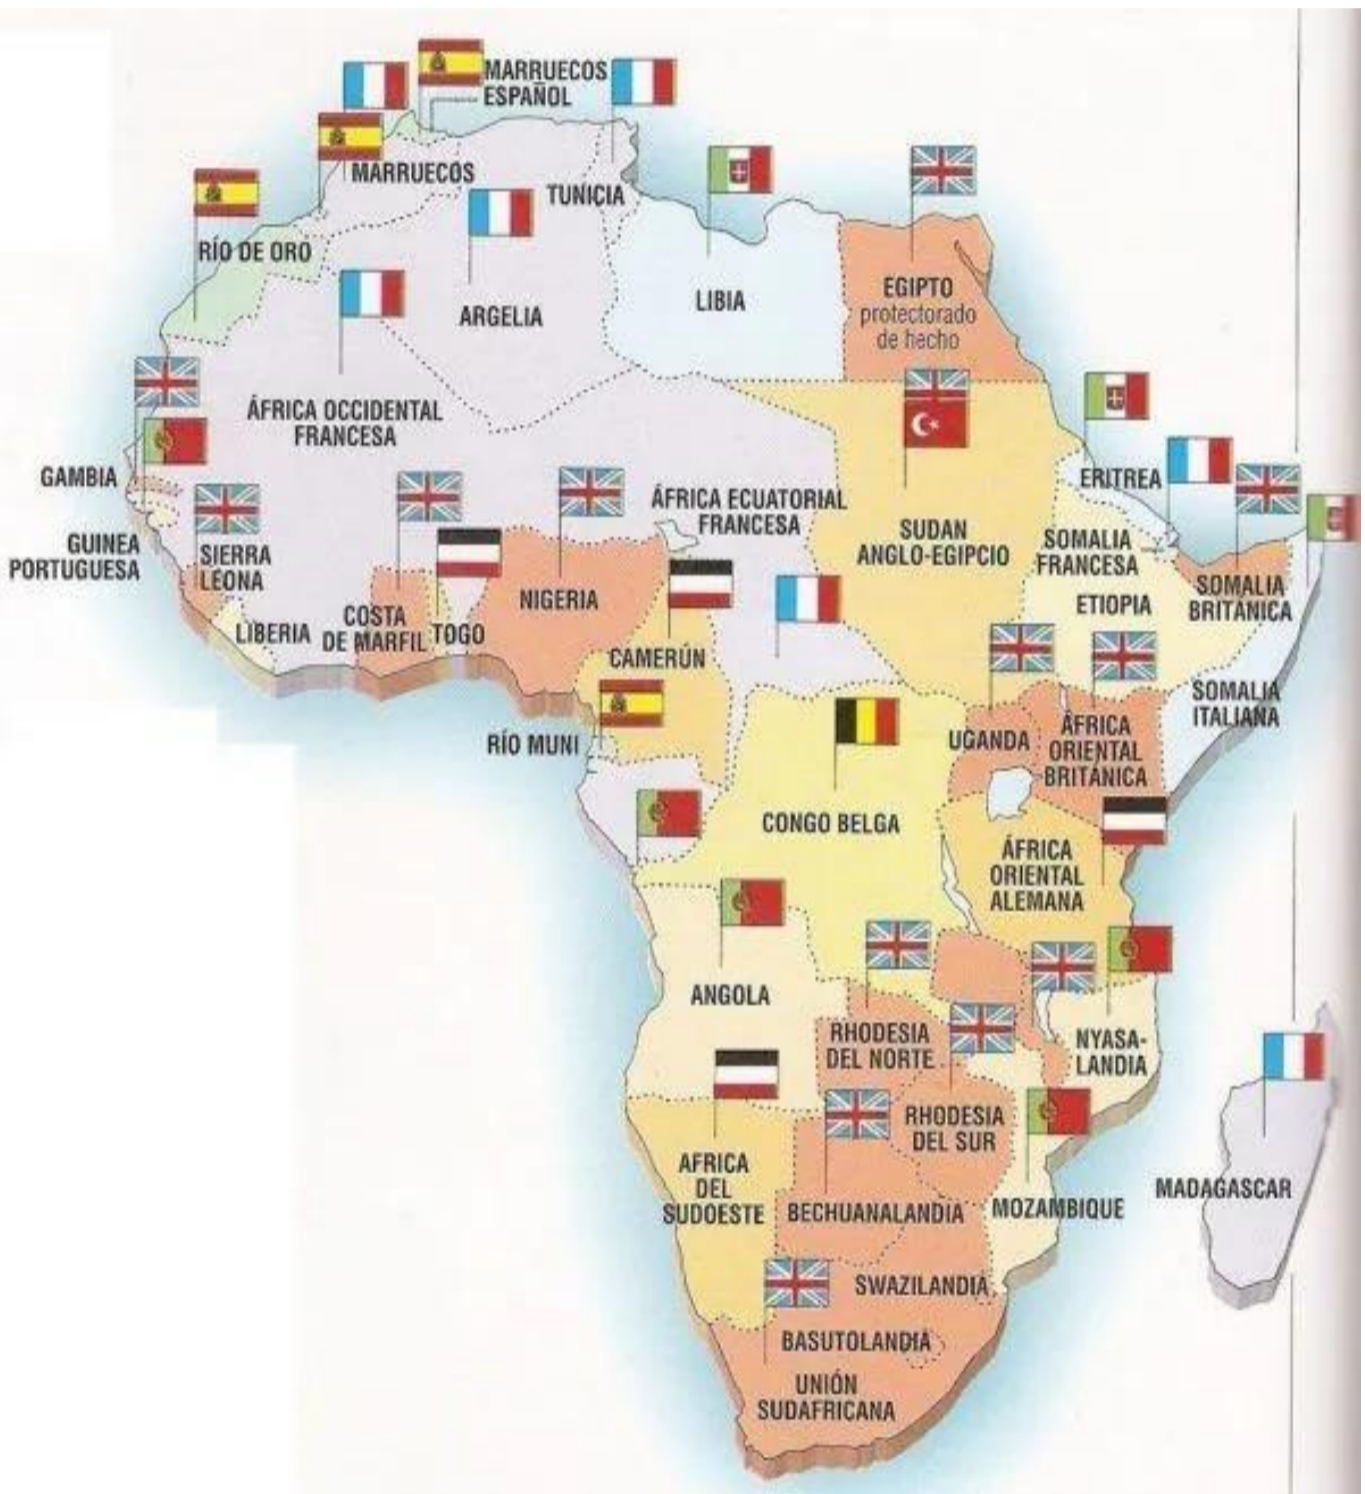 MARRUECOS
ESPAÑOL
MARRUECOS
TUNICIA
RÍO DE ORO
ARGELIA
LIBIA
EGIPTO
protectorado
de hecho
ÁFRICA OCCIDENTAL
FRANCESA
GAMBIA
GUINEA
PORTUGUESA
SIERRA
LEONA
LIBERIA
COSTA
DE MARFIL
TOGO
NIGERIA
ÁFRICA ECUATORIAL
FRANCESA
CAMERÚN
RÍO MUNI
SUDAN
ANGLO-EGIPCIO
ERITREA
SOMALIA
FRANCESA
ETIOPIA
SOMALIA
BRITÁNICA
SOMALIA
ITALIANA
UGANDA
ÁFRICA
ORIENTAL
BRITÁNICA
CONGO BELGA
ÁFRICA
ORIENTAL
ALEMANA
ANGOLA
RHODESIA
DEL NORTE
NYASA-
LANDIA
RHODESIA
DEL SUR
AFRICA
DEL
SUDOESTE
BECHUANALANDIA
MOZAMBIQUE
MADAGASCAR
SWAZILANDIA
BASUTOLANDIA
UNIÓN
SUDAFRICANA